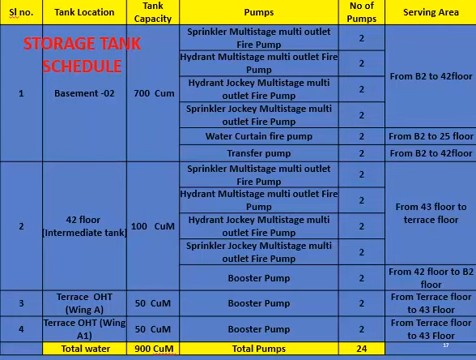 Sl no.
Tank Location
Tank Capacity
Pumps
No of Pumps
Serving Area
STORAGE TANK
SCHEDULE
1
Basement -02
700 Cum
Sprinkler Multistage multi outlet
Fire Pump
2
From B2 to 42floor
Hydrant Multistage multi outlet Fire
Pump
2
Hydrant Jockey Multistage multi
outlet Fire Pump
2
Sprinkler Jockey Multistage multi
outlet Fire Pump
2
Water Curtain fire pump
2
From B2 to 25 floor
Transfer pump
2
From B2 to 42floor
2
42 floor
(Intermediate tank)
100 CuM
Sprinkler Multistage multi outlet
Fire Pump
2
From 43 floor to
terrace floor
Hydrant Multistage multi outlet Fire
Pump
2
Hydrant Jockey Multistage multi
outlet Fire Pump
2
Sprinkler Jockey Multistage multi
outlet Fire Pump
2
Booster Pump
2
From 42 floor to B2
floor
3
Terrace OHT
(Wing A)
50 CuM
Booster Pump
2
From Terrace floor
to 43 Floor
4
Terrace OHT (Wing
A1)
50 CuM
Booster Pump
2
From Terrace floor
to 43 Floor
17
Total water
900 CuM
Total Pumps
24